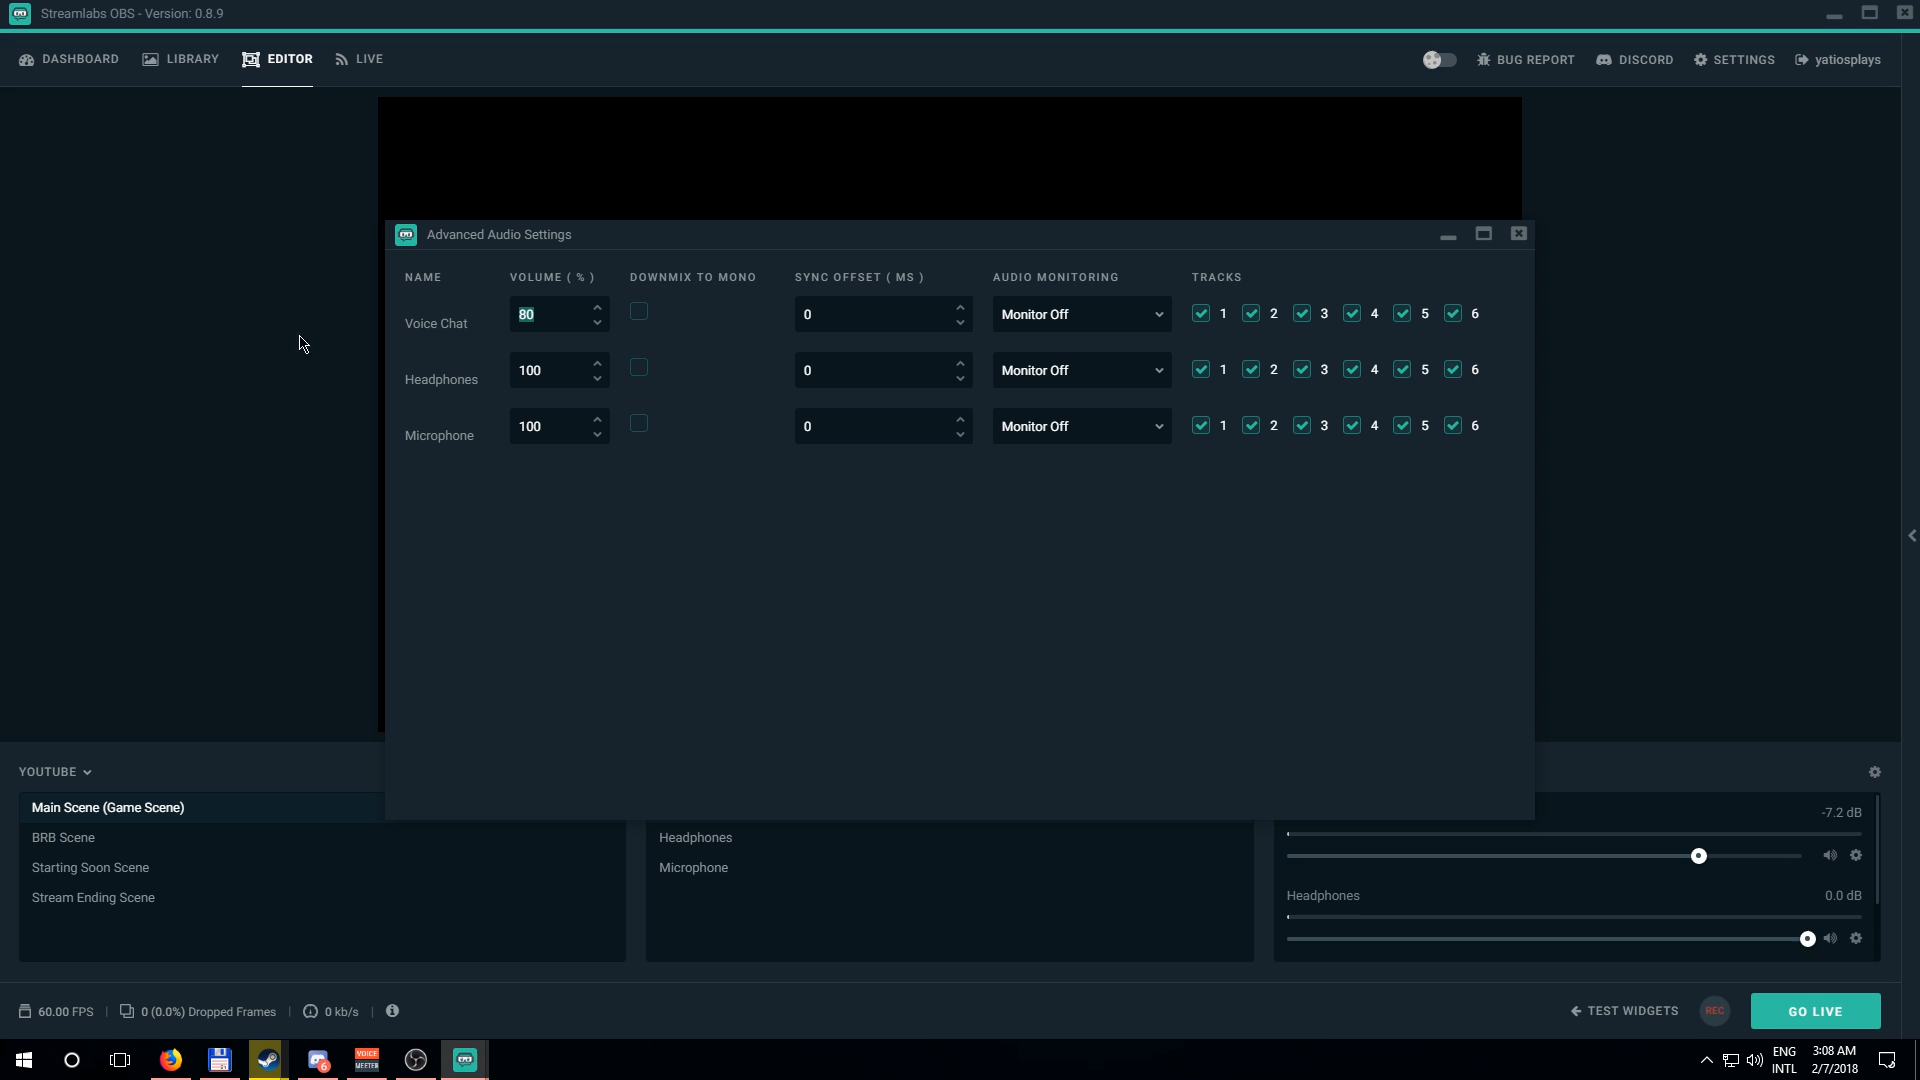 Streamlabs OBS - Version: 0.8.9
DASHBOARD LIBRARY EDITOR LIVE BUG REPORT DISCORD SETTINGS yatiosplays
Advanced Audio Settings
NAME VOLUME ( % ) DOWNMIX TO MONO SYNC OFFSET ( MS ) AUDIO MONITORING TRACKS
Voice Chat 80 0 Monitor Off 1 2 3 4 5 6
Headphones 100 0 Monitor Off 1 2 3 4 5 6
Microphone 100 0 Monitor Off 1 2 3 4 5 6
YOUTUBE
Main Scene (Game Scene)
BRB Scene
Starting Soon Scene
Stream Ending Scene
Headphones
Microphone
-7.2 dB
Headphones 0.0 dB
60.00 FPS | 0 (0.0%) Dropped Frames | 0 kb/s |
TEST WIDGETS REC GO LIVE
6
VOICE
MEETER
ENG
INTL
3:08 AM
2/7/2018